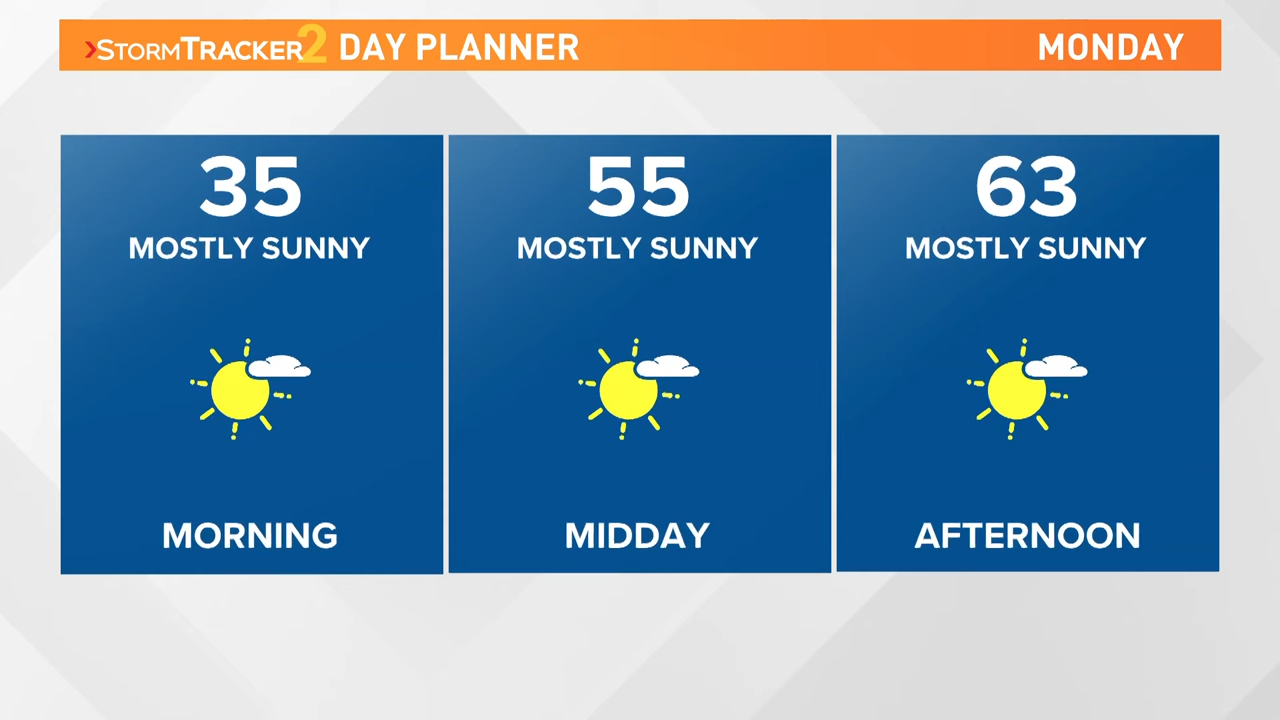 STORMTRACKER2 DAY PLANNER MONDAY
35 55 63
MOSTLY SUNNY MOSTLY SUNNY MOSTLY SUNNY
MORNING MIDDAY AFTERNOON